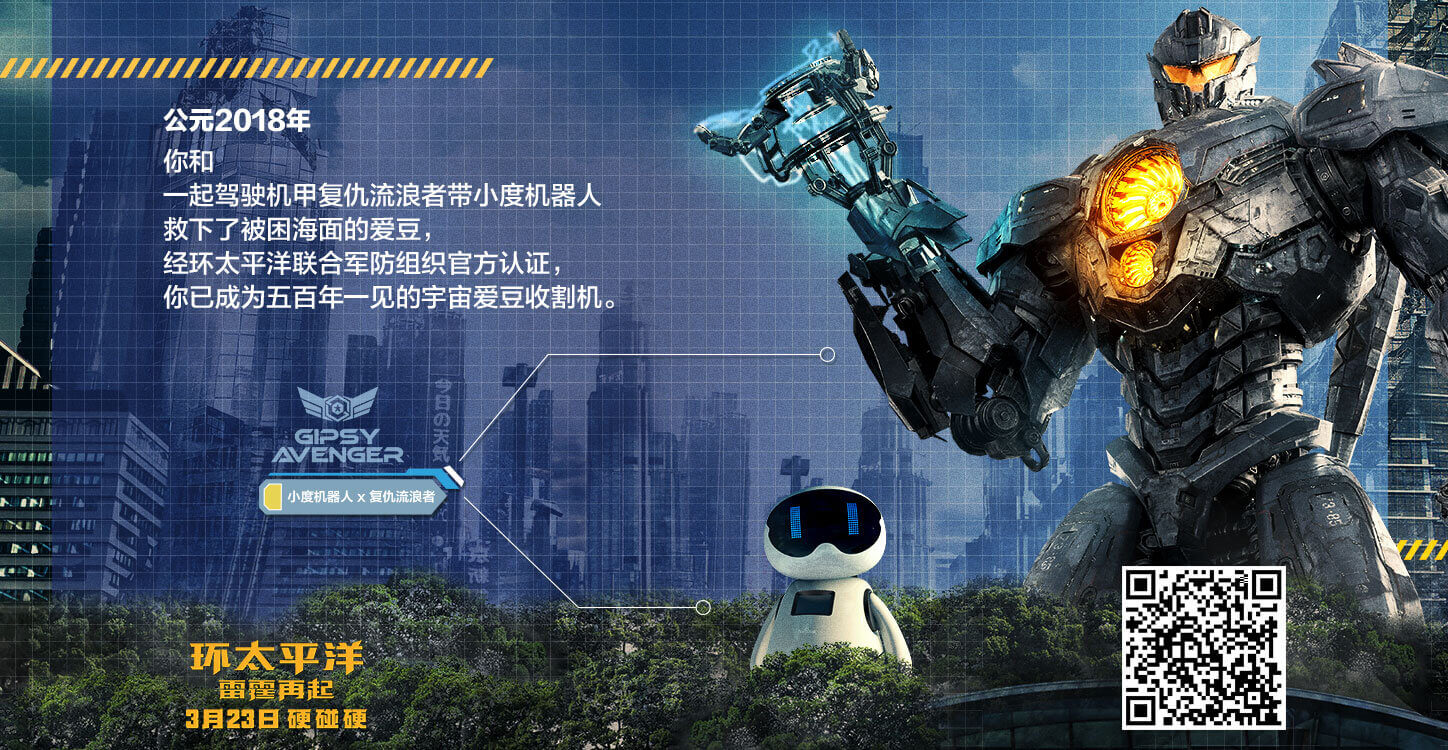 公元2018年
你和
一起驾驶机甲复仇流浪者带小度机器人
救下了被困海面的爱豆，
经环太平洋联合军防组织官方认证，
你已成为五百年一见的宇宙爱豆收割机。
GIPSY
AVENGER
小度机器人 x 复仇流浪者
3-85
环太平洋
雷霆再起
3月23日 硬碰硬